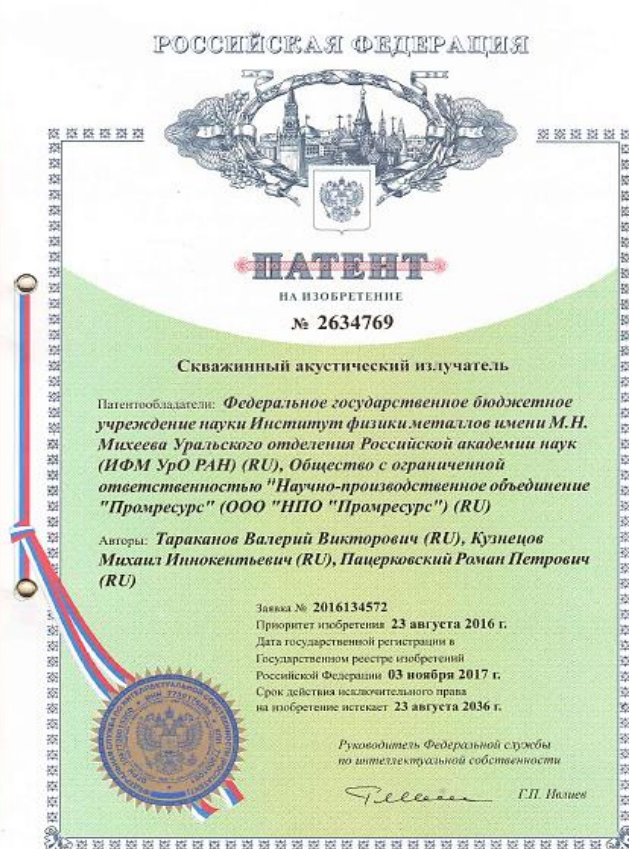 РОССИЙСКАЯ ФЕДЕРАЦИЯ
ПАТЕНТ
НА ИЗОБРЕТЕНИЕ
№ 2634769
Скважинный акустический излучатель
Патентообладатели: Федеральное государственное бюджетное
учреждение науки Институт физики металлов имени М.Н.
Михеева Уральского отделения Российской академии наук
(ИФМ УрО РАН) (RU), Общество с ограниченной
ответственностью "Научно-производственное объединение
"Промресурс" (ООО "НПО "Промресурс") (RU)
Авторы: Тараканов Валерий Викторович (RU), Кузнецов
Михаил Иннокентьевич (RU), Пацерковский Роман Петрович
(RU)
Заявка № 2016134572
Приоритет изобретения 23 августа 2016 г.
Дата государственной регистрации в
Государственном реестре изобретений
Российской Федерации 03 ноября 2017 г.
Срок действия исключительного права
на изобретение истекает 23 августа 2036 г.
Руководитель Федеральной службы
по интеллектуальной собственности
Г.П. Ивлиев